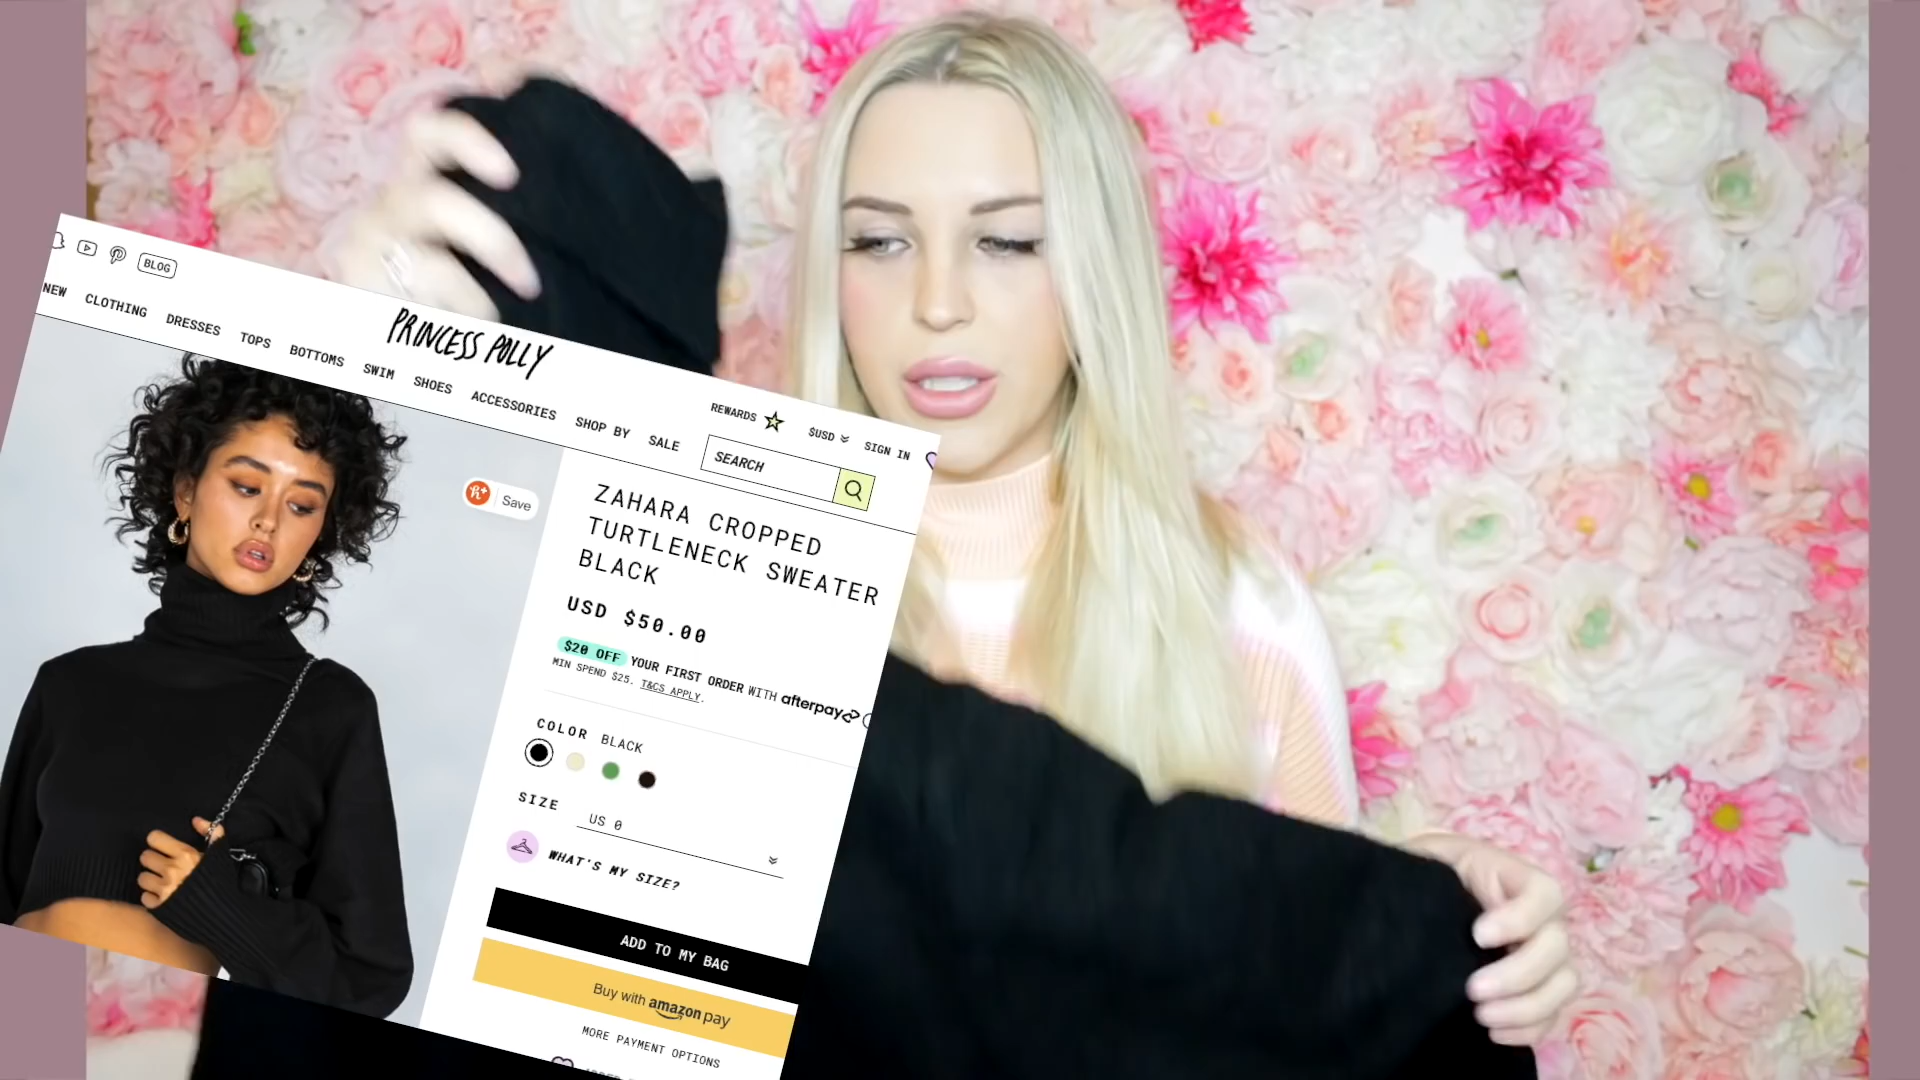 BLOG
NEW CLOTHING DRESSES TOPS BOTTOMS SWIM SHOES ACCESSORIES SHOP BY SALE
PRINCESS POLLY
REWARDS $USD SIGN IN
SEARCH
Save
ZAHARA CROPPED
TURTLENECK SWEATER
BLACK
USD $50.00
$20 OFF YOUR FIRST ORDER WITH afterpay
MIN SPEND $25. T&CS APPLY.
COLOR BLACK
SIZE US 0
WHAT'S MY SIZE?
ADD TO MY BAG
Buy with amazon pay
MORE PAYMENT OPTIONS